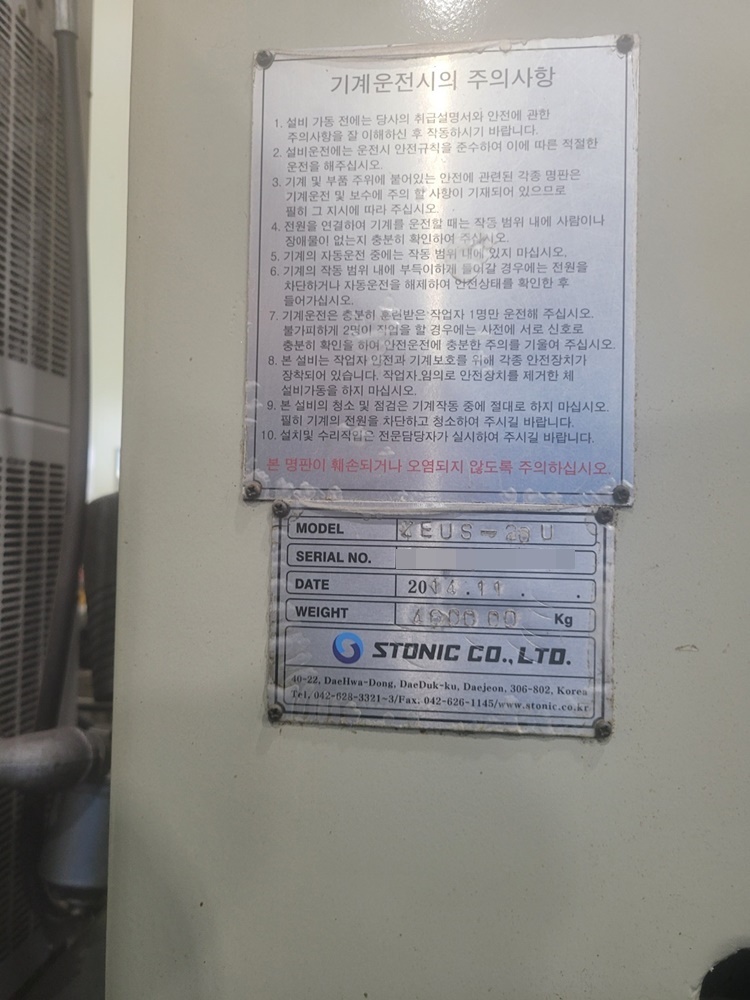 기계운전시의 주의사항
1. 설비 가동 전에는 당사의 취급설명서와 안전에 관한
주의사항을 잘 이해하신 후 작동하시기 바랍니다.
2. 설비운전에는 운전시 안전규칙을 준수하여 이에 따른 적절한
운전을 해주십시오.
3. 기계 및 부품 주위에 붙어있는 안전에 관련된 각종 명판은
기계운전 및 보수에 주의 할 사항이 기재되어 있으므로
필히 그 지시에 따라 주십시오.
4. 전원을 연결하여 기계를 운전할 때는 작동 범위 내에 사람이나
장애물이 없는지 충분히 확인하여 주십시오.
5. 기계의 자동운전 중에는 작동 범위 내에 있지 마십시오.
6. 기계의 작동 범위 내에 부득이하게 들어갈 경우에는 전원을
차단하거나 자동운전을 해제하여 안전상태를 확인한 후
들어가십시오.
7. 기계운전은 충분히 훈련받은 작업자 1명만 운전해 주십시오.
불가피하게 2명이 작업을 할 경우에는 사전에 서로 신호로
충분히 확인을 하여 안전운전에 충분한 주의를 기울여 주십시오.
8. 본 설비는 작업자 안전과 기계보호를 위해 각종 안전장치가
장착되어 있습니다. 작업자 임의로 안전장치를 제거한 체
설비가동을 하지 마십시오.
9. 본 설비의 청소 및 점검은 기계작동 중에 절대로 하지 마십시오.
필히 기계의 전원을 차단하고 청소하여 주시길 바랍니다.
10. 설치및 수리작업은 전문담당자가 실시하여 주시길 바랍니다.
본 명판이 훼손되거나 오염되지 않도록 주의하십시오.
MODEL
SERIAL NO.
DATE 2014.11 . .
WEIGHT Kg
STONIC CO., LTD.
40-22, DaeHwa-Dong, DaeDuk-ku, Daejeon, 306-802, Korea
Tel. 042-628-3321~3/Fax. 042-626-1145/www.stonic.co.kr